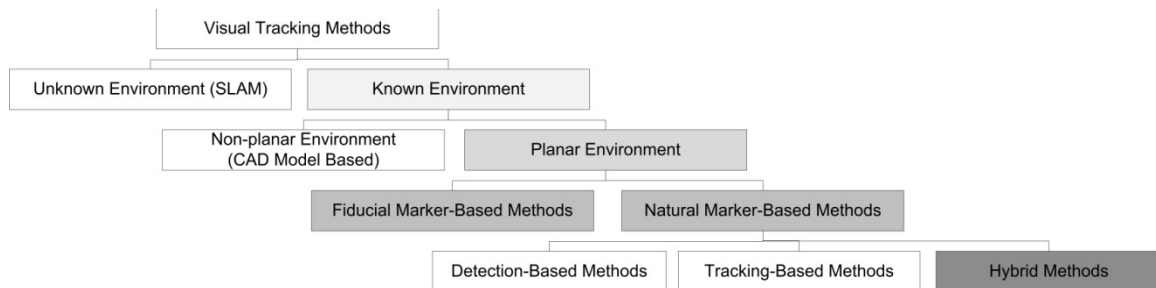 Visual Tracking Methods
Unknown Environment (SLAM)
Known Environment
Non-planar Environment
(CAD Model Based)
Planar Environment
Fiducial Marker-Based Methods
Natural Marker-Based Methods
Detection-Based Methods
Tracking-Based Methods
Hybrid Methods